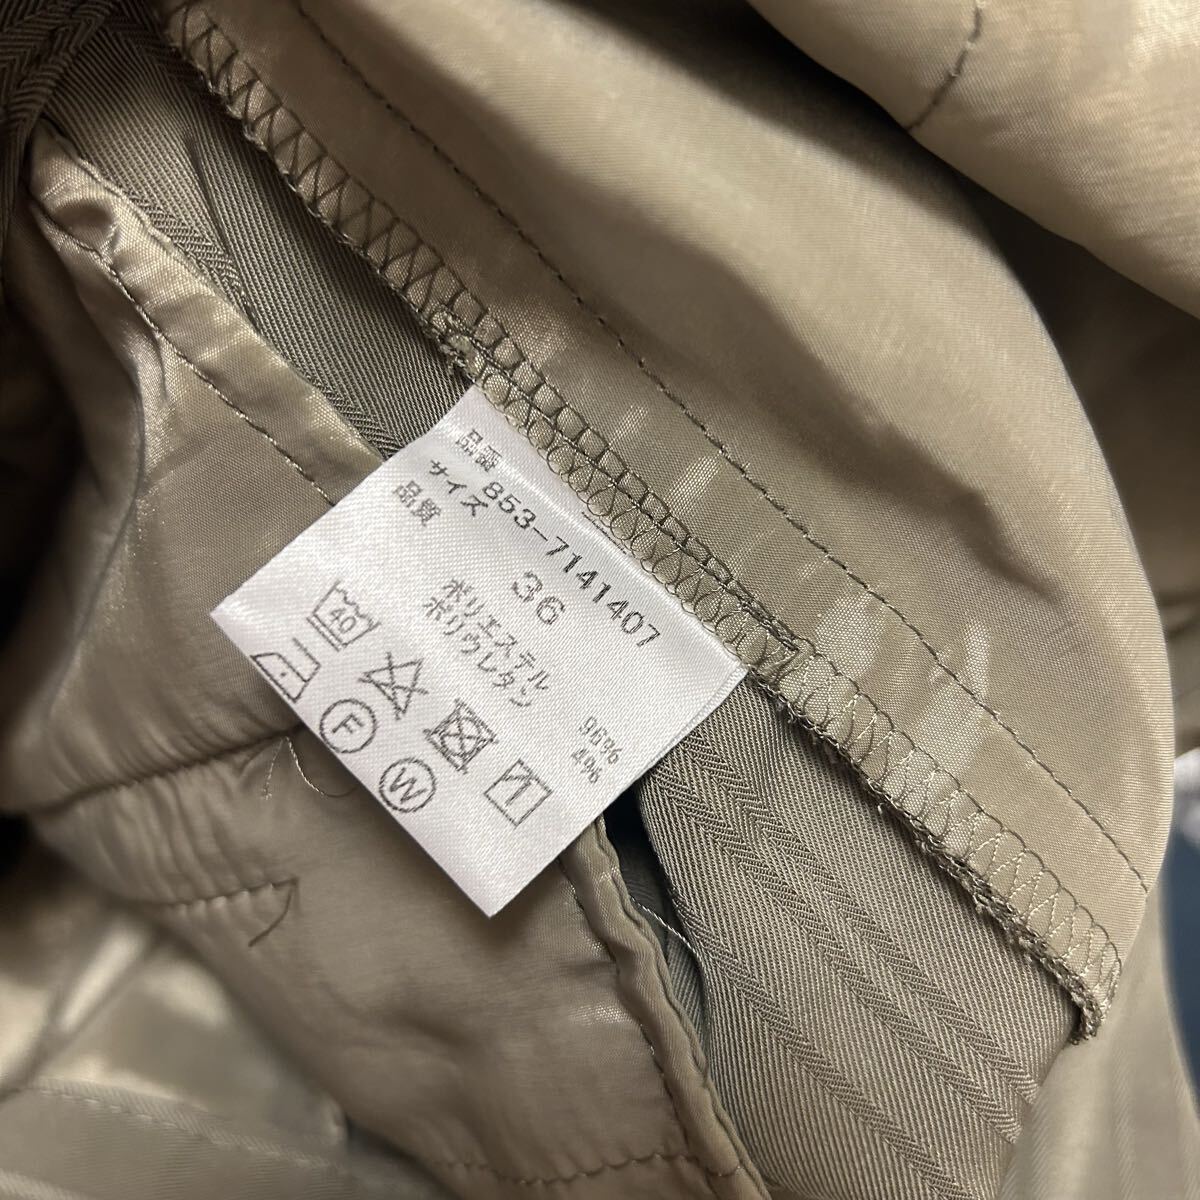 品番 853-7141407
サイズ 36
品質 ポリエステル 96%
ポリウレタン 4%
40
F
W